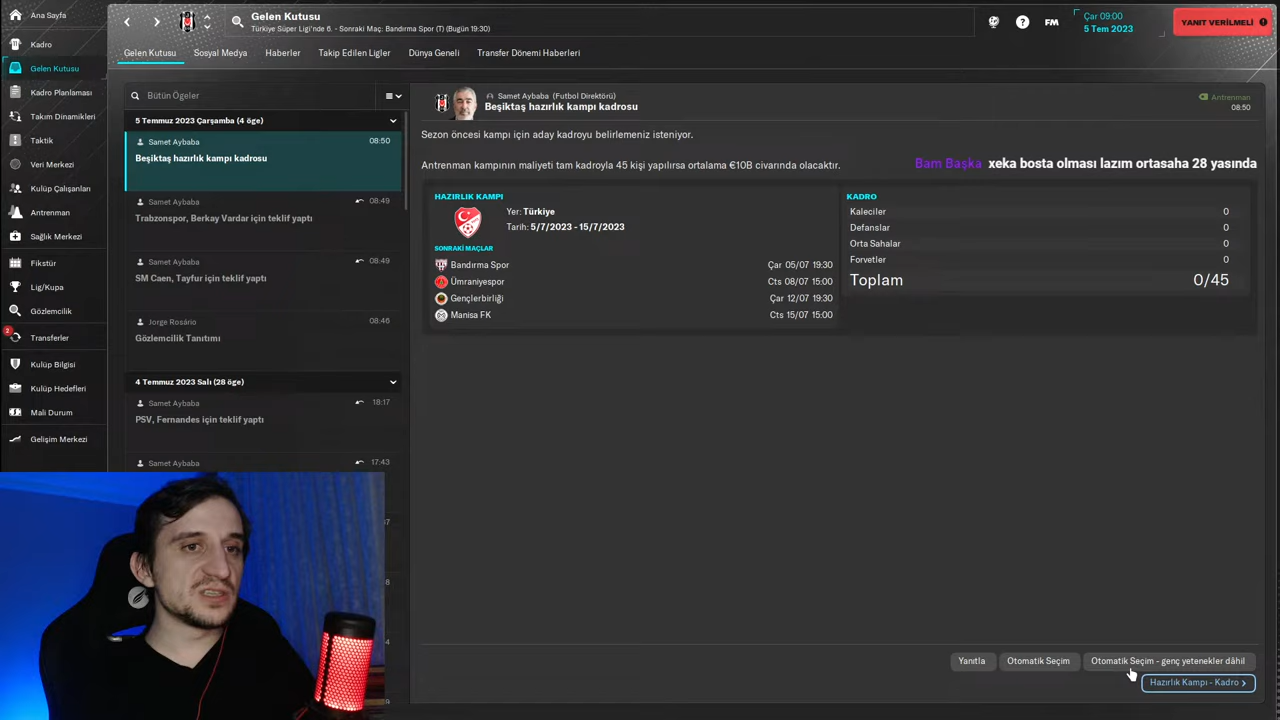 Ana Sayfa
Kadro
Gelen Kutusu
Kadro Planlaması
Takım Dinamikleri
Taktik
Veri Merkezi
Kulüp Çalışanları
Antrenman
Sağlık Merkezi
Fikstür
Lig/Kupa
Gözlemcilik
2
Transferler
Kulüp Bilgisi
Kulüp Hedefleri
Mali Durum
Gelişim Merkezi
Gelen Kutusu
Türkiye Süper Ligi'nde 6. - Sonraki Maç: Bandırma Spor (T) (Bugün 19:30)
FM
Çar 09:00
5 Tem 2023
YANIT VERİLMELİ
Gelen Kutusu Sosyal Medya Haberler Takip Edilen Ligler Dünya Geneli Transfer Dönemi Haberleri
Bütün Ögeler
5 Temmuz 2023 Çarşamba (4 öge)
Samet Aybaba 08:50
Beşiktaş hazırlık kampı kadrosu
Samet Aybaba 08:49
Trabzonspor, Berkay Vardar için teklif yaptı
Samet Aybaba 08:49
SM Caen, Tayfur için teklif yaptı
Jorge Rosário 08:46
Gözlemcilik Tanıtımı
4 Temmuz 2023 Salı (28 öge)
Samet Aybaba 18:17
PSV, Fernandes için teklif yaptı
Samet Aybaba 17:43
Samet Aybaba (Futbol Direktörü)
Beşiktaş hazırlık kampı kadrosu
Antrenman
08:50
Sezon öncesi kampı için aday kadroyu belirlemeniz isteniyor.
Antrenman kampının maliyeti tam kadroyla 45 kişi yapılırsa ortalama €10B civarında olacaktır.
Bam Başka xeka bosta olması lazım ortasaha 28 yasında
HAZIRLIK KAMPI
Yer: Türkiye
Tarih: 5/7/2023 - 15/7/2023
SONRAKİ MAÇLAR
Bandırma Spor Çar 05/07 19:30
Ümraniyespor Cts 08/07 15:00
Gençlerbirliği Çar 12/07 19:30
Manisa FK Cts 15/07 15:00
KADRO
Kaleciler 0
Defanslar 0
Orta Sahalar 0
Forvetler 0
Toplam 0/45
Yanıtla Otomatik Seçim Otomatik Seçim - genç yetenekler dâhil
Hazırlık Kampı - Kadro